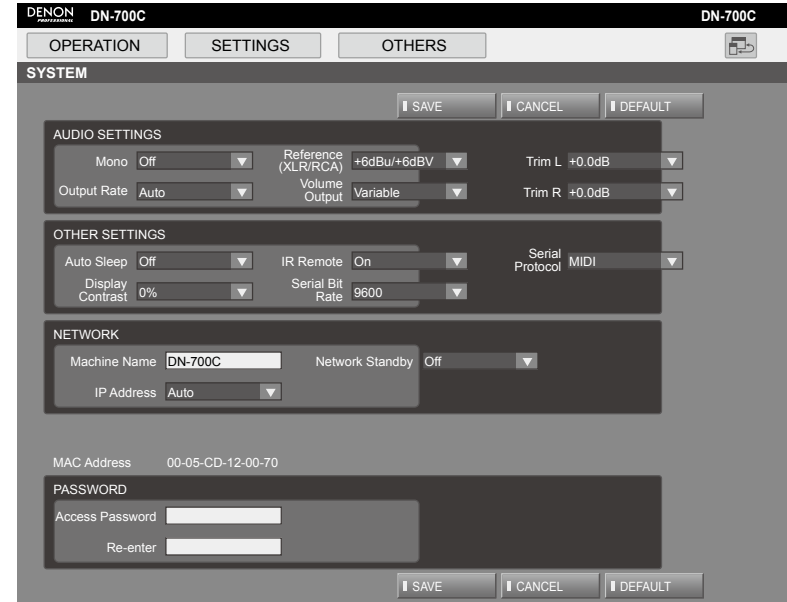 DENON PROFESSIONAL DN-700C DN-700C
OPERATION SETTINGS OTHERS
SYSTEM
SAVE CANCEL DEFAULT
AUDIO SETTINGS
Mono Off Reference (XLR/RCA) +6dBu/+6dBV Trim L +0.0dB
Output Rate Auto Volume Output Variable Trim R +0.0dB
OTHER SETTINGS
Auto Sleep Off IR Remote On Serial Protocol MIDI
Display Contrast 0% Serial Bit Rate 9600
NETWORK
Machine Name DN-700C Network Standby Off
IP Address Auto
MAC Address 00-05-CD-12-00-70
PASSWORD
Access Password
Re-enter
SAVE CANCEL DEFAULT